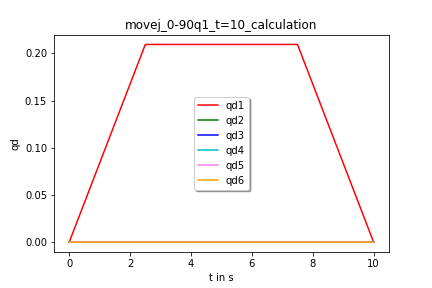 movej_0-90q1_t=10_calculation
qd
0.20
0.15
0.10
0.05
0.00
qd1
qd2
qd3
qd4
qd5
qd6
0 2 4 6 8 10
t in s